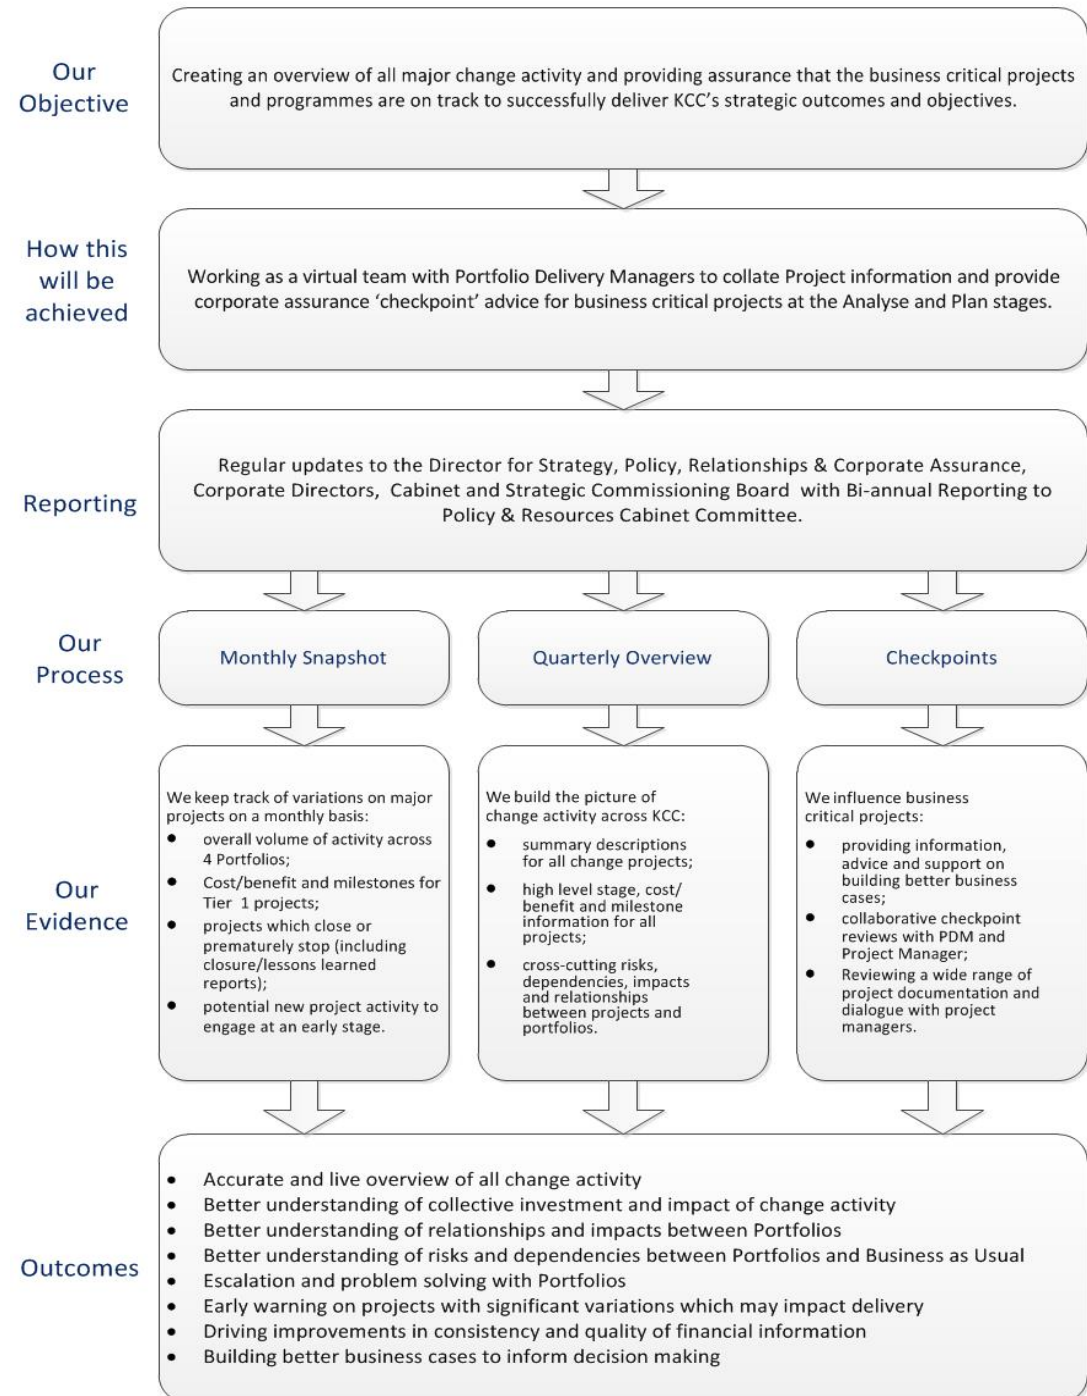 Our
Objective
Creating an overview of all major change activity and providing assurance that the business critical projects
and programmes are on track to successfully deliver KCC's strategic outcomes and objectives.
How this
will be
achieved
Working as a virtual team with Portfolio Delivery Managers to collate Project information and provide
corporate assurance 'checkpoint' advice for business critical projects at the Analyse and Plan stages.
Reporting
Regular updates to the Director for Strategy, Policy, Relationships & Corporate Assurance,
Corporate Directors, Cabinet and Strategic Commissioning Board with Bi-annual Reporting to
Policy & Resources Cabinet Committee.
Our
Process
Monthly Snapshot
Quarterly Overview
Checkpoints
Our
Evidence
We keep track of variations on major
projects on a monthly basis:
● overall volume of activity across
4 Portfolios;
● Cost/benefit and milestones for
Tier 1 projects;
● projects which close or
prematurely stop (including
closure/lessons learned
reports);
● potential new project activity to
engage at an early stage.
We build the picture of
change activity across KCC:
● summary descriptions
for all change projects;
● high level stage, cost/
benefit and milestone
information for all
projects;
● cross-cutting risks,
dependencies, impacts
and relationships
between projects and
portfolios.
We influence business
critical projects:
● providing information,
advice and support on
building better business
cases;
● collaborative checkpoint
reviews with PDM and
Project Manager;
● Reviewing a wide range of
project documentation and
dialogue with project
managers.
Outcomes
● Accurate and live overview of all change activity
● Better understanding of collective investment and impact of change activity
● Better understanding of relationships and impacts between Portfolios
● Better understanding of risks and dependencies between Portfolios and Business as Usual
● Escalation and problem solving with Portfolios
● Early warning on projects with significant variations which may impact delivery
● Driving improvements in consistency and quality of financial information
● Building better business cases to inform decision making